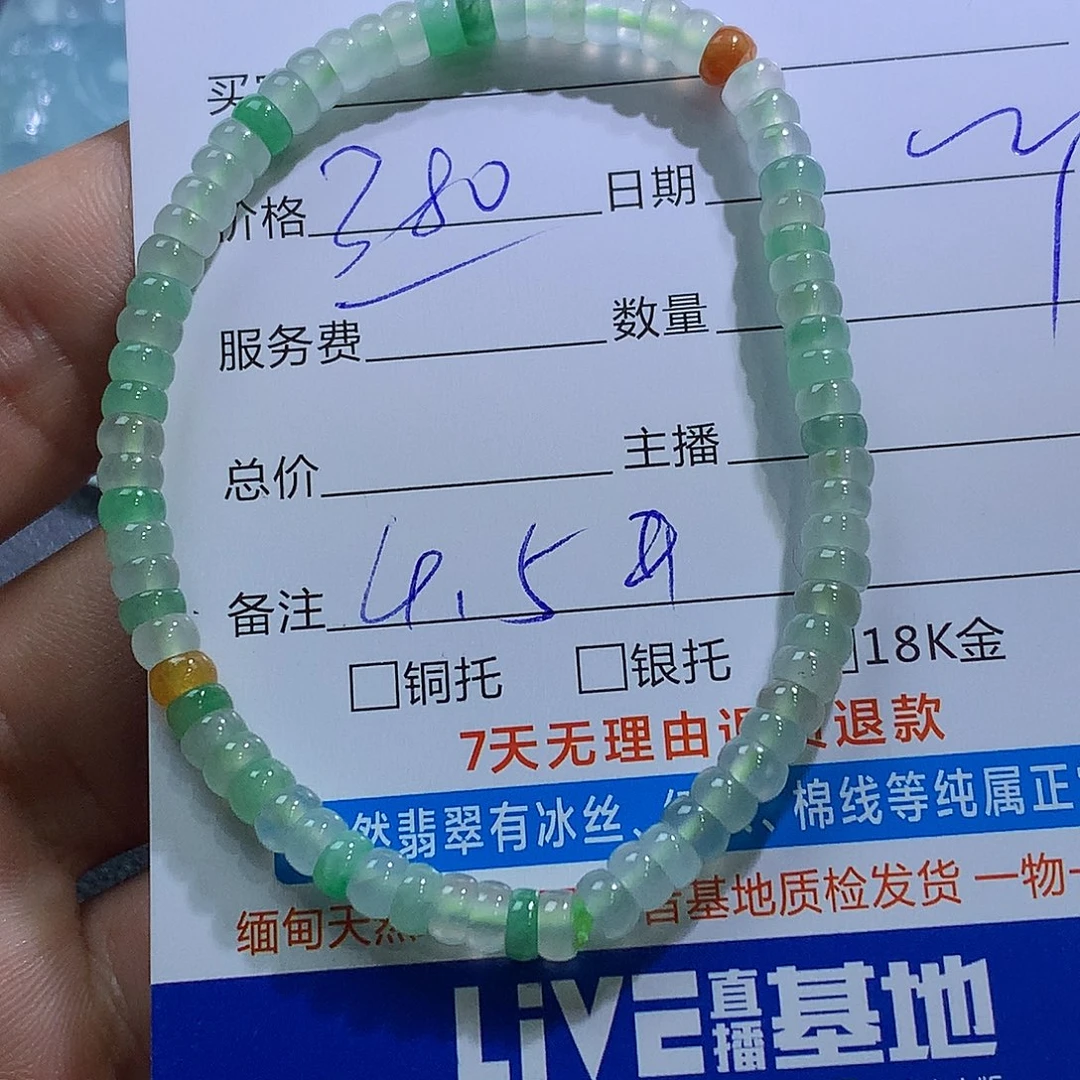 买
价格 380 日期
服务费 数量
总价 主播
备注 4.5
□铜托 □银托 □18K金
7天无理由退 退款
然翡翠有冰丝、 、棉线等纯属正
缅甸天然 基地质检发货 一物一
LiVE直播基地